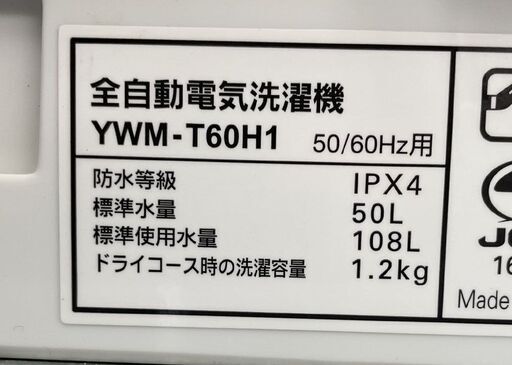 全自動電気洗濯機
YWM-T60H1 50/60Hz用
防水等級 IPX4
標準水量 50L
標準使用水量 108L
ドライコース時の洗濯容量 1.2kg
16
Made